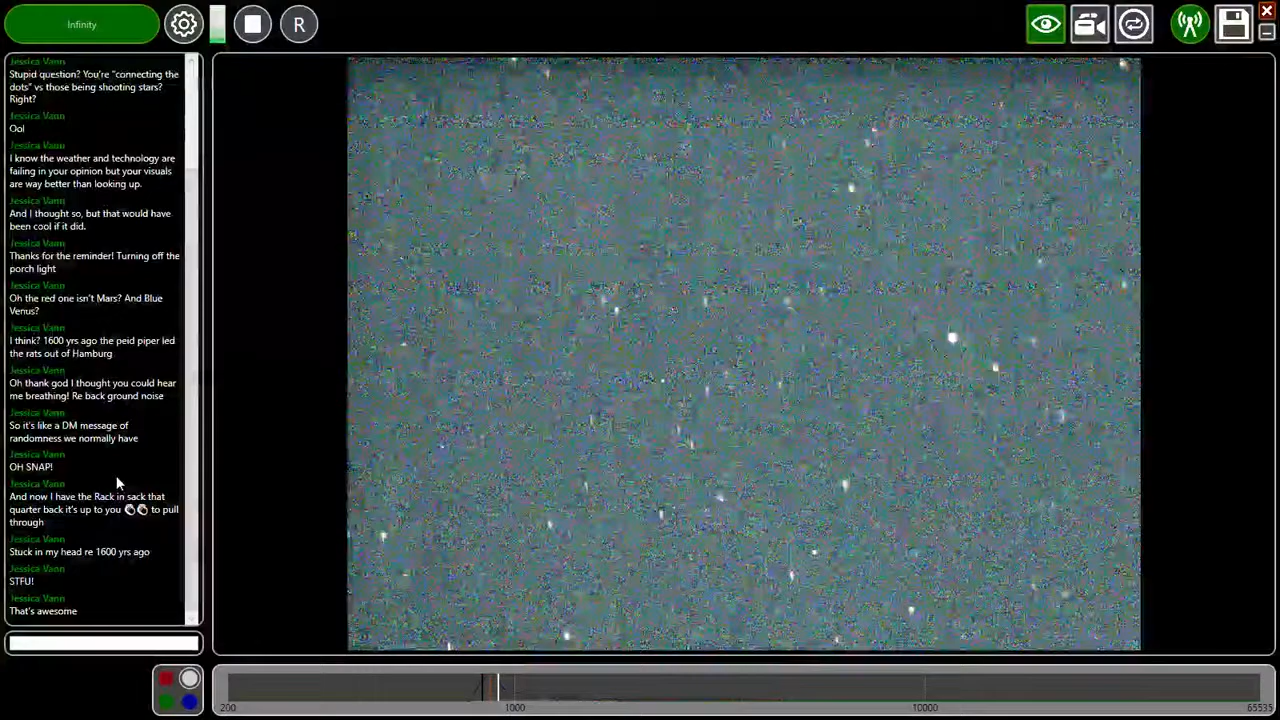 Infinity
R
Jessica Vann
Stupid question? You're "connecting the
dots" vs those being shooting stars?
Right?
Jessica Vann
Ool
Jessica Vann
I know the weather and technology are
failing in your opinion but your visuals
are way better than looking up.
Jessica Vann
And I thought so, but that would have
been cool if it did.
Jessica Vann
Thanks for the reminder! Turning off the
porch light
Jessica Vann
Oh the red one isn't Mars? And Blue
Venus?
Jessica Vann
I think? 1600 yrs ago the peid piper led
the rats out of Hamburg
Jessica Vann
Oh thank god I thought you could hear
me breathing! Re back ground noise
Jessica Vann
So it's like a DM message of
randomness we normally have
Jessica Vann
OH SNAP!
Jessica Vann
And now I have the Rack in sack that
quarter back it's up to you 👏👏 to pull
through
Jessica Vann
Stuck in my head re 1600 yrs ago
Jessica Vann
STFU!
Jessica Vann
That's awesome
200 1000 10000 65535